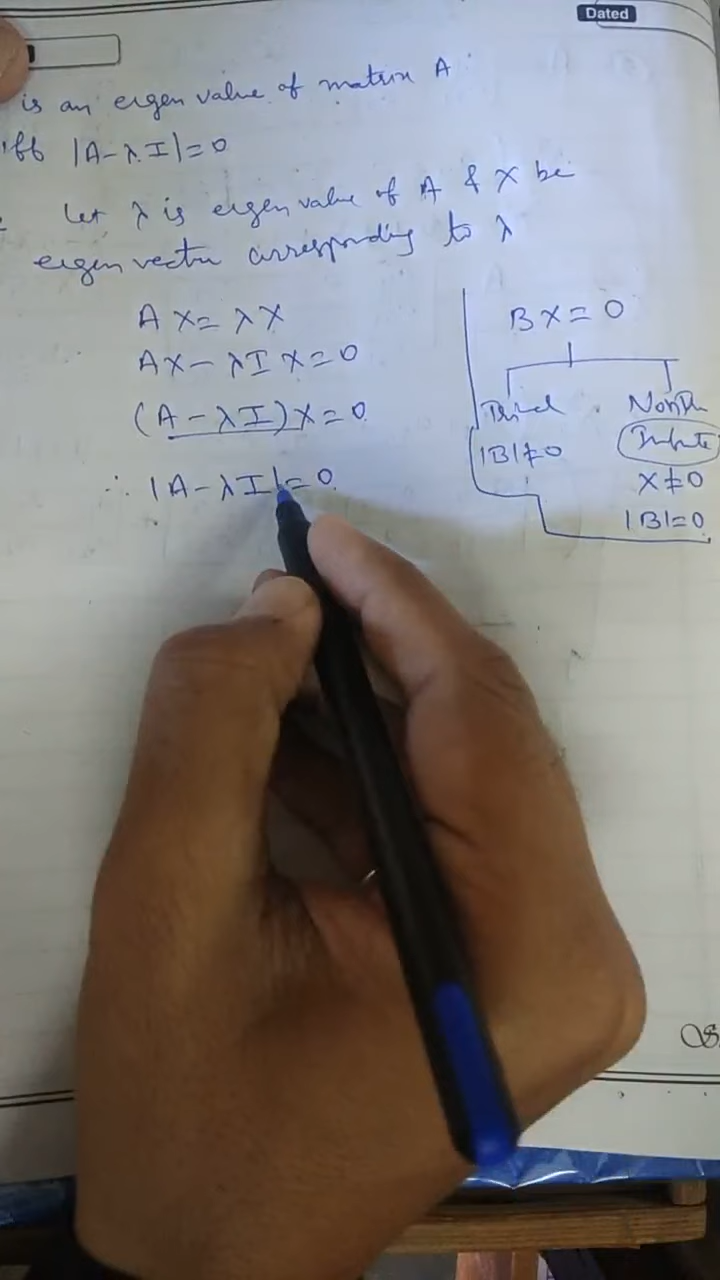 Dated
is an eigen value of matrix A
iff |A-λI|=0
Let λ is eigen value of A & X be
eigen vector corresponding to λ
AX=λX
AX-λIX=0
(A-λI)X=0
∴ |A-λI|=0
BX=0
Trivial
|B|≠0
Infinite
X≠0
|B|=0